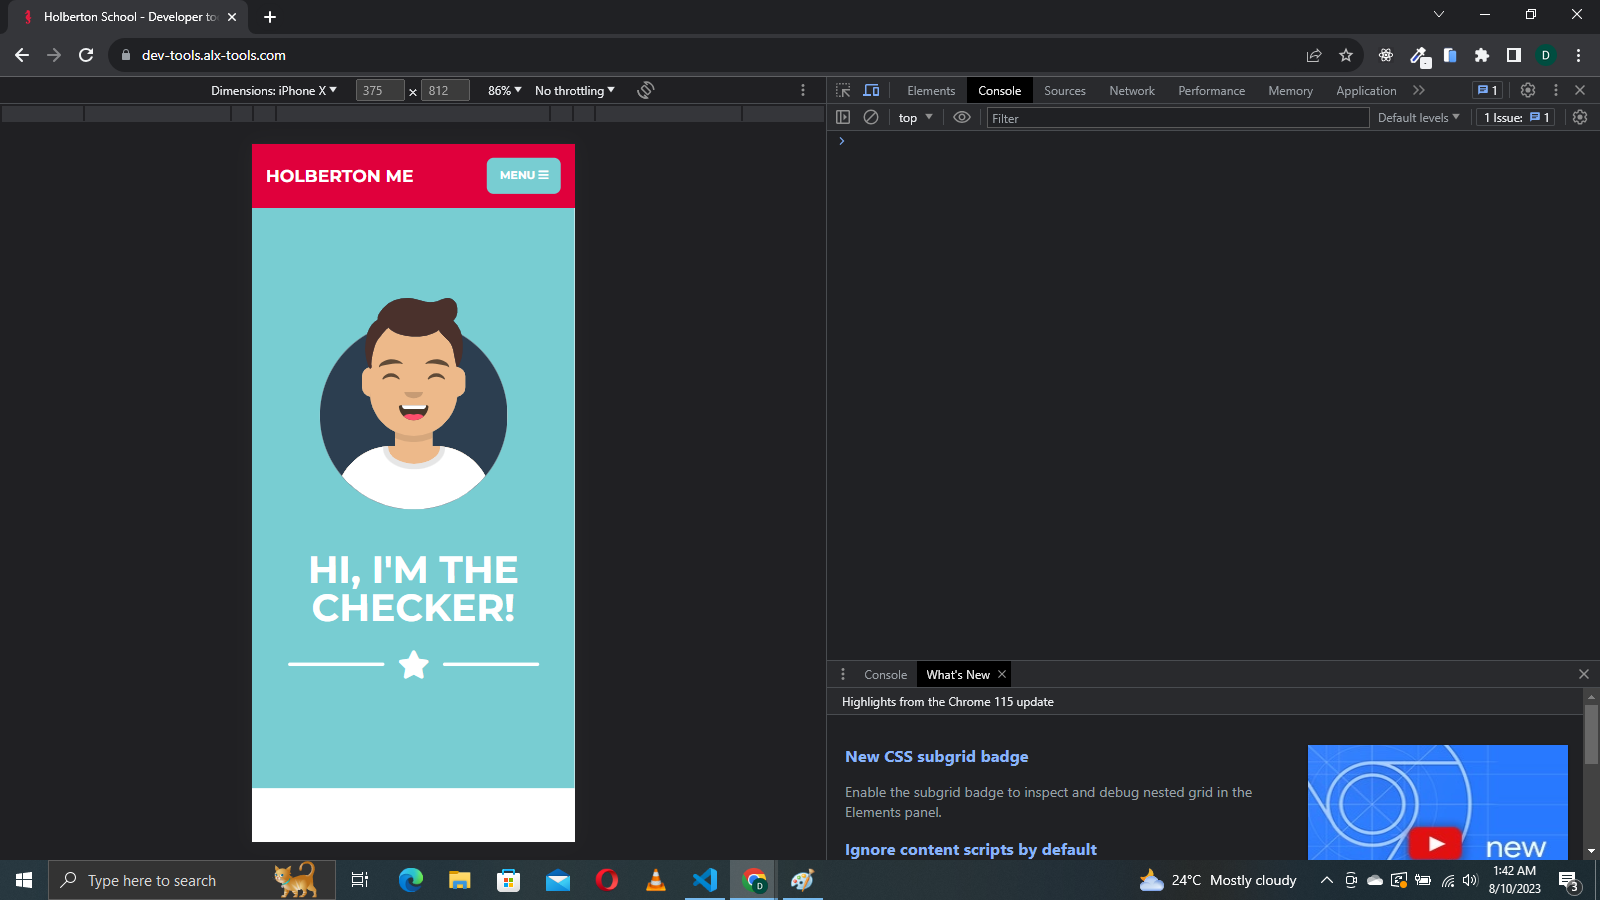 Holberton School - Developer to
dev-tools.alx-tools.com
D
Dimensions: iPhone X
375 × 812
86%
No throttling
Elements
Console
Sources
Network
Performance
Memory
Application
1
top
Filter
Default levels
1 Issue: 1
HOLBERTON ME
MENU
HI, I'M THE
CHECKER!
Console
What's New
Highlights from the Chrome 115 update
New CSS subgrid badge
Enable the subgrid badge to inspect and debug nested grid in the
Elements panel.
Ignore content scripts by default
new
Type here to search
D
24°C Mostly cloudy
1:42 AM
8/10/2023
3